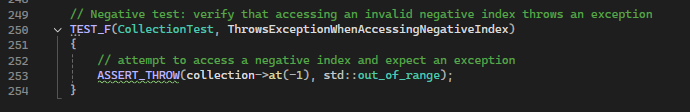 249 // Negative test: verify that accessing an invalid negative index throws an exception
250 TEST_F(CollectionTest, ThrowsExceptionWhenAccessingNegativeIndex)
251 {
252 // attempt to access a negative index and expect an exception
253 ASSERT_THROW(collection->at(-1), std::out_of_range);
254 }